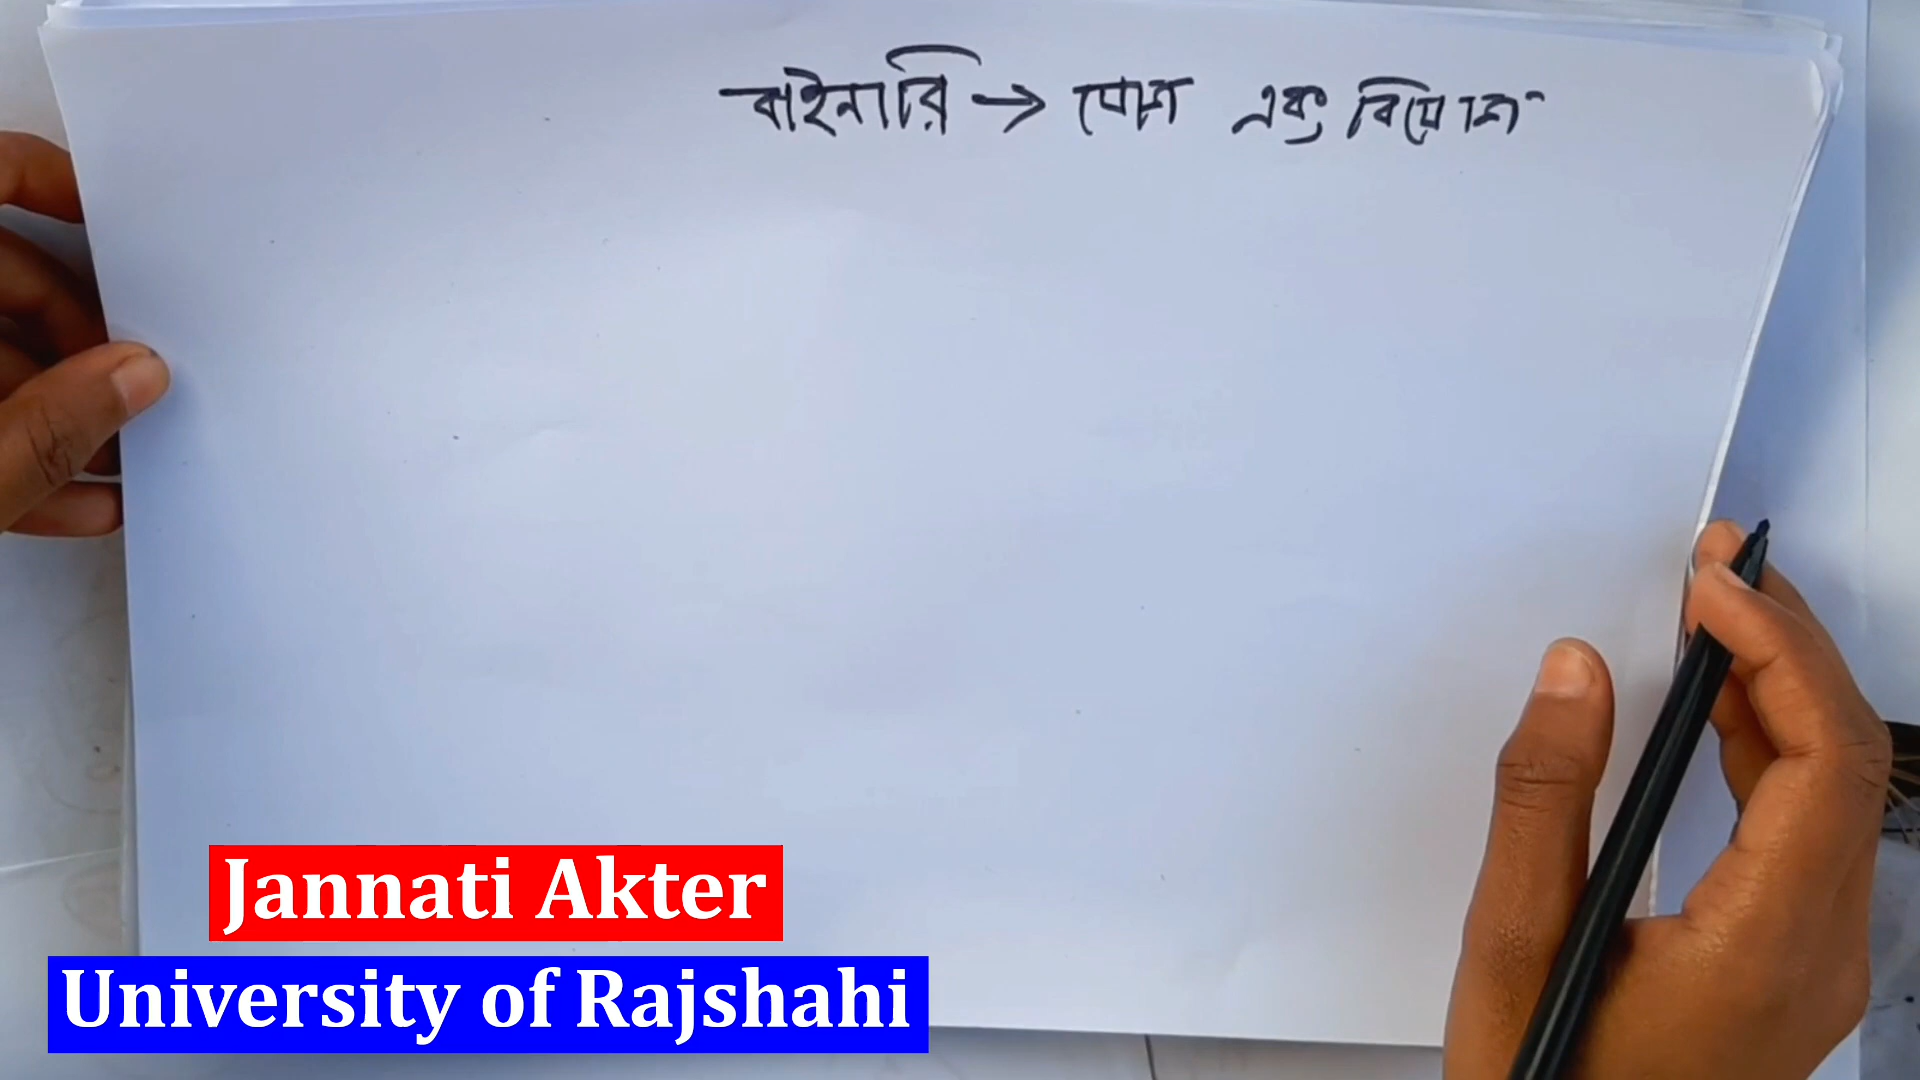 বাইনারি → যোগ এবং বিয়োগ
Jannati Akter
University of Rajshahi